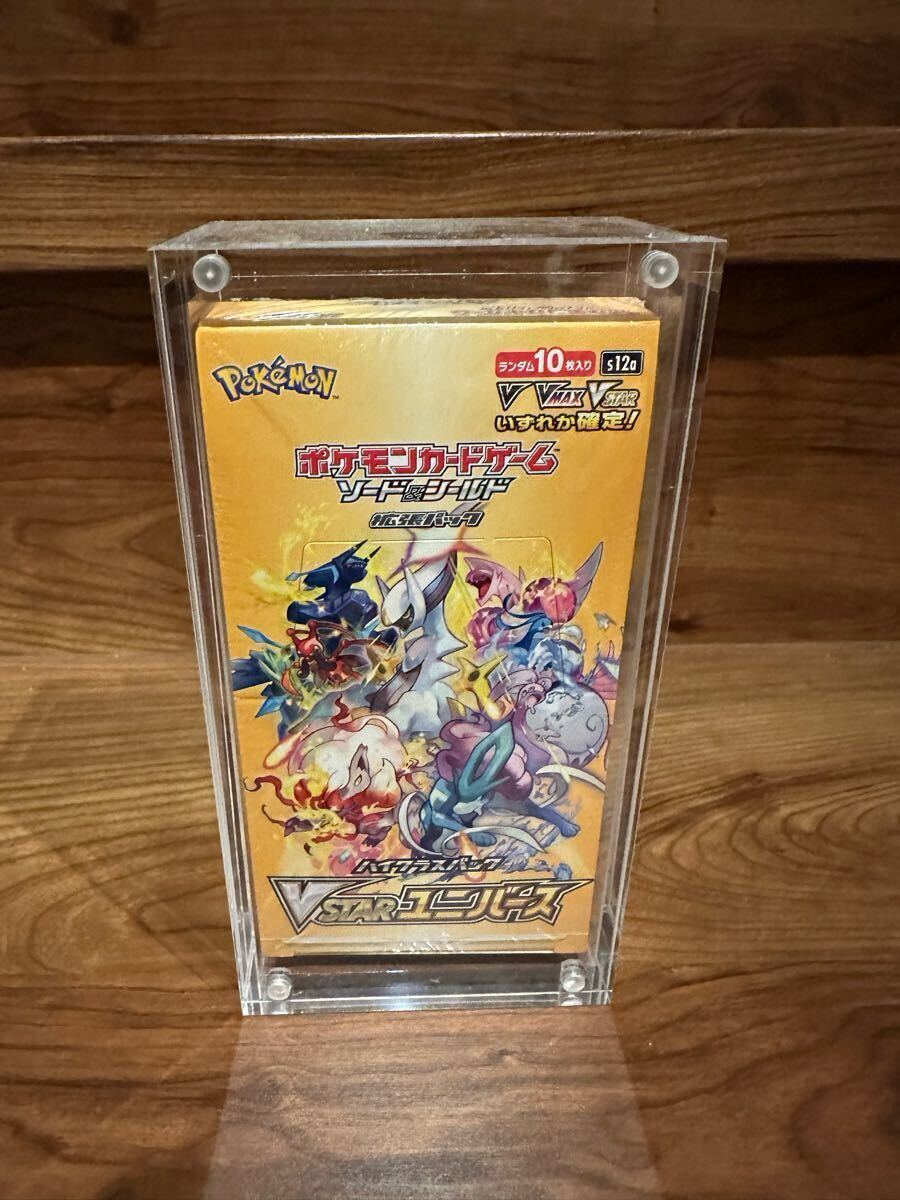 Pokémon™
ランダム10枚入り s12a
V VMAX VSTAR
いずれか確定!
ポケモンカードゲーム™
ソード&シールド
拡張パック
ハイクラスパック
VSTARユニバース